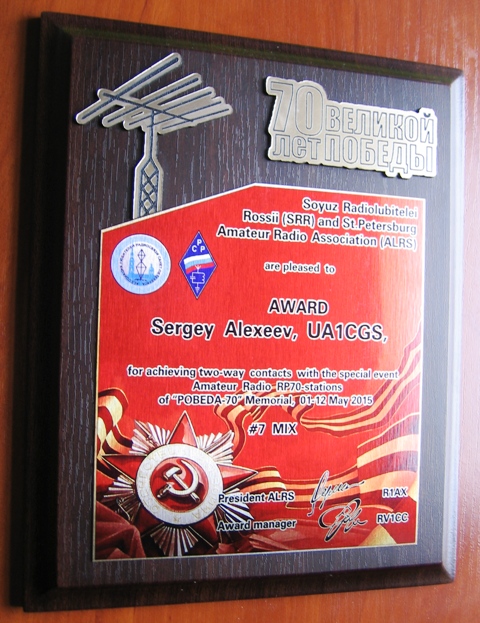 70 ВЕЛИКОЙ
лет ПОБЕДЫ
Soyuz Radiolubitelei
Rossii (SRR) and St.Petersburg
Amateur Radio Association (ALRS)
С Р Р
are pleased to
AWARD
Sergey Alexeev, UA1CGS,
for achieving two-way contacts with the special event
Amateur Radio RP70-stations
of "POBEDA-70" Memorial, 01-12 May 2015
#7 MIX
President ALRS R1AX
Award manager RV1CC